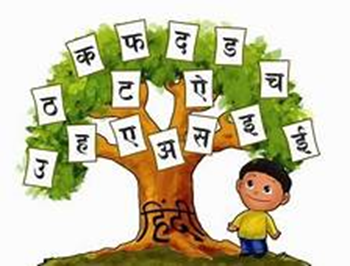 क फ द ड
ठ ट ऐ च
उ ह ए अ स इ ई
हिंदी